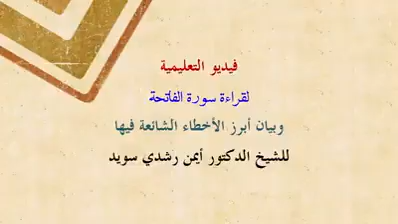 فيديو التعليمية
لقراءة سورة الفاتحة
وبيان أبرز الأخطاء الشائعة فيها
للشيخ الدكتور أيمن رشدي سويد